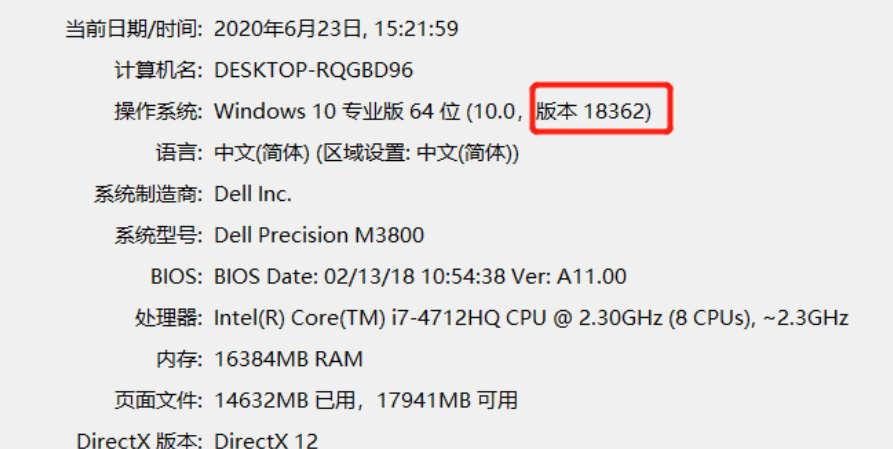 当前日期/时间: 2020年6月23日, 15:21:59
计算机名: DESKTOP-RQGBD96
操作系统: Windows 10 专业版 64 位 (10.0，版本 18362)
语言: 中文(简体) (区域设置: 中文(简体))
系统制造商: Dell Inc.
系统型号: Dell Precision M3800
BIOS: BIOS Date: 02/13/18 10:54:38 Ver: A11.00
处理器: Intel(R) Core(TM) i7-4712HQ CPU @ 2.30GHz (8 CPUs), ~2.3GHz
内存: 16384MB RAM
页面文件: 14632MB 已用，17941MB 可用
DirectX 版本: DirectX 12